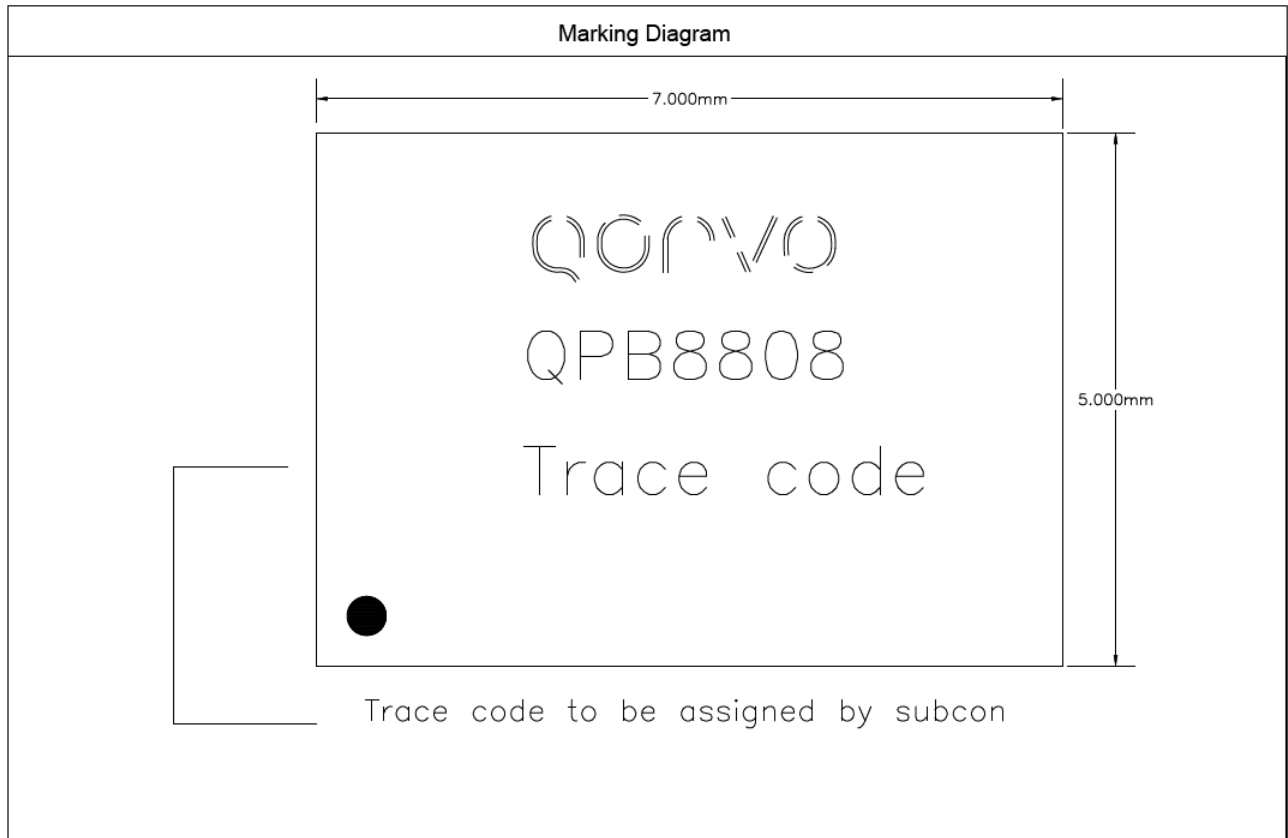 Marking Diagram
7.000mm
QORVO
QPB8808
5.000mm
Trace code
Trace code to be assigned by subcon